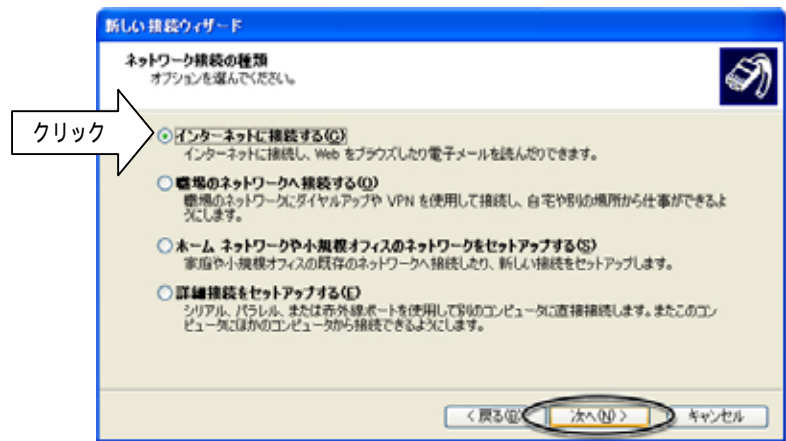 新しい接続ウィザード
ネットワーク接続の種類
オプションを選んでください。
クリック
インターネットに接続する(C)
インターネットに接続し、Web をブラウズしたり電子メールを読んだりできます。
職場のネットワークへ接続する(O)
職場のネットワークにダイヤルアップや VPN を使用して接続し、自宅や別の場所から仕事ができるよ
うにします。
ホーム ネットワークや小規模オフィスのネットワークをセットアップする(S)
家庭や小規模オフィスの既存のネットワークへ接続したり、新しい接続をセットアップします。
詳細接続をセットアップする(E)
シリアル、パラレル、または赤外線ポートを使用して別のコンピュータに直接接続します。またこのコン
ピュータにほかのコンピュータから接続できるようにします。
< 戻る(B) 次へ(N) > キャンセル